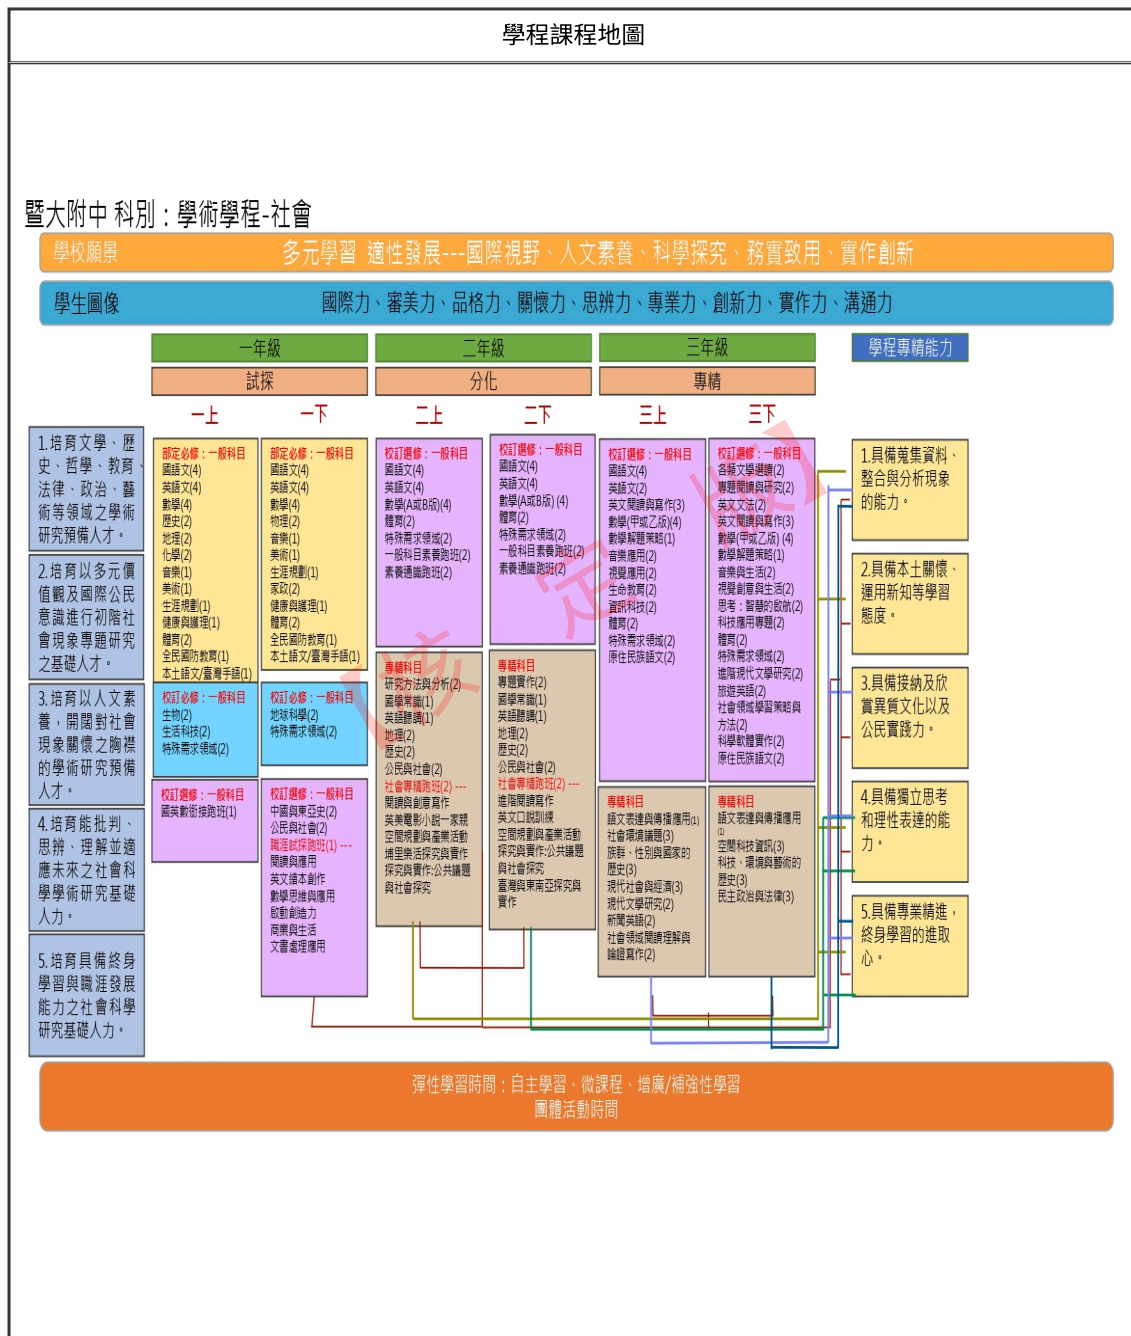 學程課程地圖
暨大附中 科別：學術學程-社會
學校願景
多元學習 適性發展---國際視野、人文素養、科學探究、務實致用、實作創新
學生圖像
國際力、審美力、品格力、關懷力、思辨力、專業力、創新力、實作力、溝通力
一年級
二年級
三年級
學程專精能力
試探
分化
專精
一上
一下
二上
二下
三上
三下
1.培育文學、歷
史、哲學、教育、
法律、政治、藝
術等領域之學術
研究預備人才。
2.培育以多元價
值觀及國際公民
意識進行初階社
會現象專題研究
之基礎人才。
3.培育以人文素
養，開闊對社會
現象關懷之胸襟
的學術研究預備
人才。
4.培育能批判、
思辨、理解並適
應未來之社會科
學學術研究基礎
人力。
5.培育具備終身
學習與職涯發展
能力之社會科學
研究基礎人力。
部定必修：一般科目
國語文(4)
英語文(4)
數學(4)
歷史(2)
地理(2)
化學(2)
音樂(1)
美術(1)
生涯規劃(1)
健康與護理(1)
體育(2)
全民國防教育(1)
本土語文/臺灣手語(1)
校訂必修：一般科目
生物(2)
生活科技(2)
特殊需求領域(2)
校訂選修：一般科目
國英數銜接跑班(1)
部定必修：一般科目
國語文(4)
英語文(4)
數學(4)
物理(2)
音樂(1)
美術(1)
生涯規劃(1)
家政(2)
健康與護理(1)
體育(2)
全民國防教育(1)
本土語文/臺灣手語(1)
校訂必修：一般科目
地球科學(2)
特殊需求領域(2)
校訂選修：一般科目
中國與東亞史(2)
公民與社會(2)
職涯試探跑班(1) ---
閱讀與應用
英文繪本創作
數學思維與應用
啟動創造力
商業與生活
文書處理應用
校訂選修：一般科目
國語文(4)
英語文(4)
數學(A或B版)(4)
體育(2)
特殊需求領域(2)
一般科目素養跑班(2)
素養通識跑班(2)
專精科目
研究方法與分析(2)
國學常識(1)
英語聽講(1)
地理(2)
歷史(2)
公民與社會(2)
社會專精跑班(2) ---
閱讀與創意寫作
英美電影小說一家親
空間規劃與產業活動
埔里樂活探究與實作
探究與實作:公共議題
與社會探究
校訂選修：一般科目
國語文(4)
英語文(4)
數學(A或B版) (4)
體育(2)
特殊需求領域(2)
一般科目素養跑班(2)
素養通識跑班(2)
專精科目
專題實作(2)
國學常識(1)
英語聽講(1)
地理(2)
歷史(2)
公民與社會(2)
社會專精跑班(2) ---
進階閱讀寫作
英文口說訓練
空間規劃與產業活動
探究與實作:公共議題
與社會探究
臺灣與東南亞探究與
實作
校訂選修：一般科目
國語文(4)
英語文(2)
英文閱讀與寫作(3)
數學(甲或乙版)(4)
數學解題策略(1)
音樂應用(2)
視覺應用(2)
生命教育(2)
資訊科技(2)
體育(2)
特殊需求領域(2)
原住民族語文(2)
專精科目
語文表達與傳播應用(1)
社會環境議題(3)
族群、性別與國家的
歷史(3)
現代社會與經濟(3)
現代文學研究(2)
新聞英語(2)
社會領域閱讀理解與
論證寫作(2)
校訂選修：一般科目
各類文學選讀(2)
專題閱讀與研究(2)
英文文法(2)
英文閱讀與寫作(3)
數學(甲或乙版) (4)
數學解題策略(1)
音樂與生活(2)
視覺創意與生活(2)
思考：智慧的啟航(2)
科技應用專題(2)
體育(2)
特殊需求領域(2)
進階現代文學研究(2)
旅遊英語(2)
社會領域學習策略與
方法(2)
科學軟體實作(2)
原住民族語文(2)
專精科目
語文表達與傳播應用
(1)
空間科技資訊(3)
科技、環境與藝術的
歷史(3)
民主政治與法律(3)
1.具備蒐集資料、
整合與分析現象
的能力。
2.具備本土關懷、
運用新知等學習
態度。
3.具備接納及欣
賞異質文化以及
公民實踐力。
4.具備獨立思考
和理性表達的能
力。
5.具備專業精進，
終身學習的進取
心。
【核定版】
彈性學習時間：自主學習、微課程、增廣/補強性學習
團體活動時間